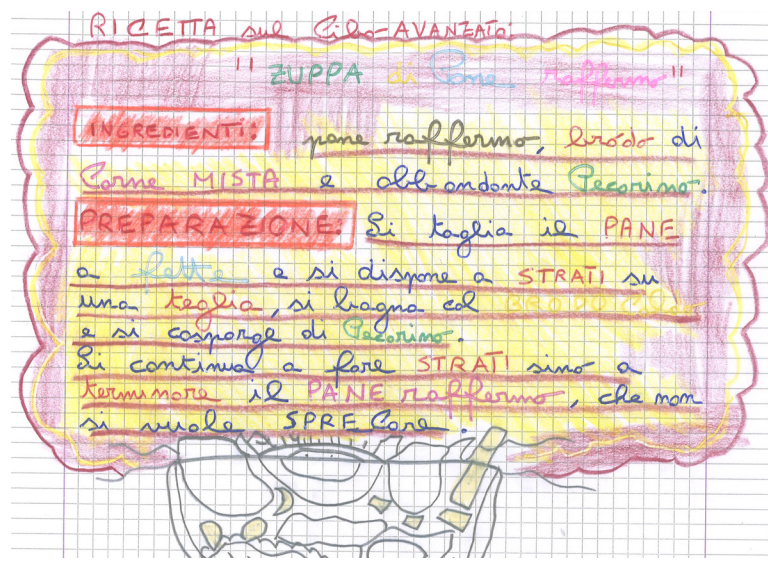 RICETTA sul Cibo-AVANZATO:
"ZUPPA di Pane raffermo"
INGREDIENTI: pane raffermo, brodo di
Carne MISTA e abbondante Pecorino.
PREPARAZIONE: Si taglia il PANE
a fette e si dispone a STRATI su
una teglia, si bagna col BRODO
e si cosparge di Pecorino.
Si continua a fare STRATI sino a
terminare il PANE raffermo, che non
si vuole SPRECare.